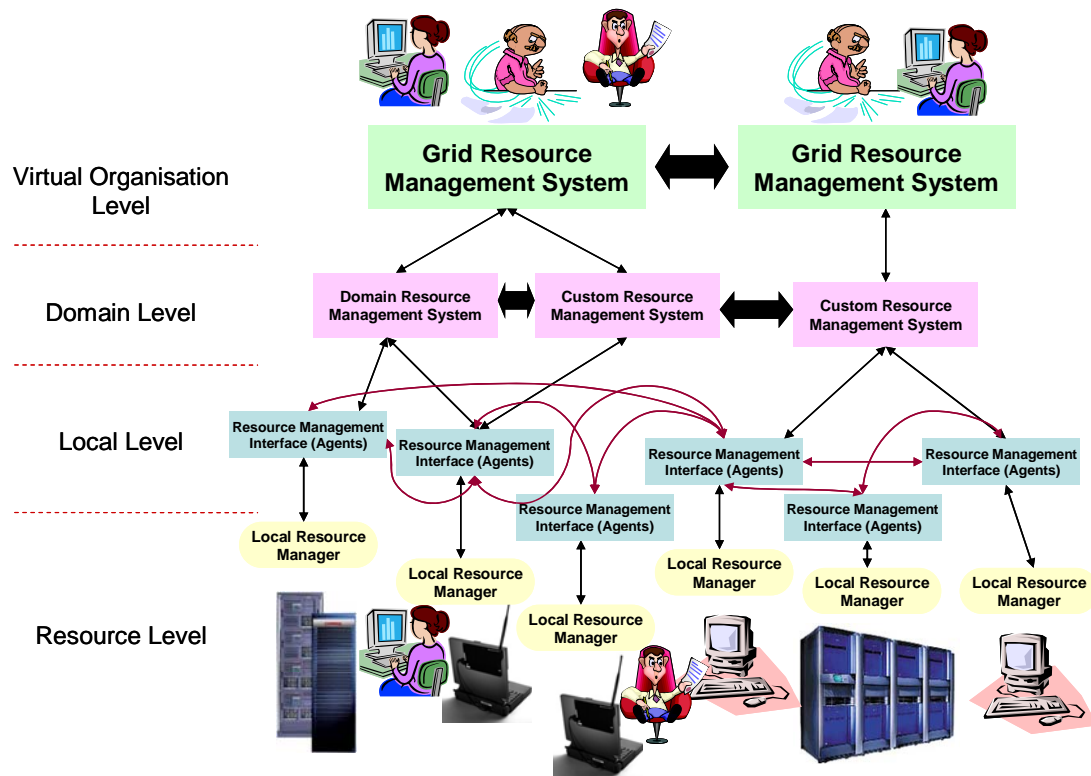 Grid Resource
Management System
Grid Resource
Management System
Virtual Organisation
Level
Domain Level
Domain Resource
Management System
Custom Resource
Management System
Custom Resource
Management System
Local Level
Resource Management
Interface (Agents)
Resource Management
Interface (Agents)
Resource Management
Interface (Agents)
Resource Management
Interface (Agents)
Resource Management
Interface (Agents)
Resource Management
Interface (Agents)
Local Resource
Manager
Local Resource
Manager
Local Resource
Manager
Local Resource
Manager
Local Resource
Manager
Local Resource
Manager
Resource Level